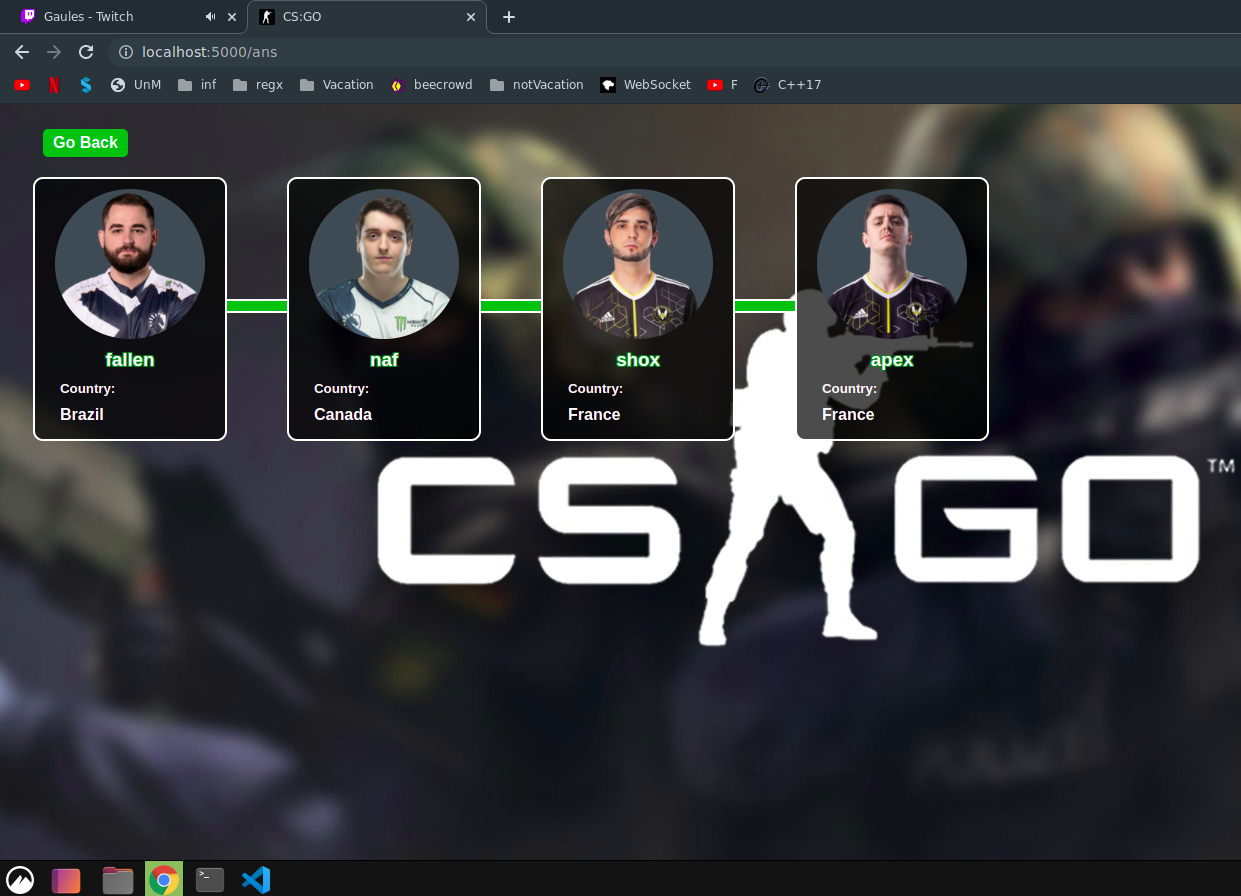 Gaules - Twitch
CS:GO
localhost:5000/ans
UnM
inf
regx
Vacation
beecrowd
notVacation
WebSocket
F
C++17
Go Back
fallen
Country:
Brazil
naf
Country:
Canada
shox
Country:
France
apex
Country:
France
CS GO TM